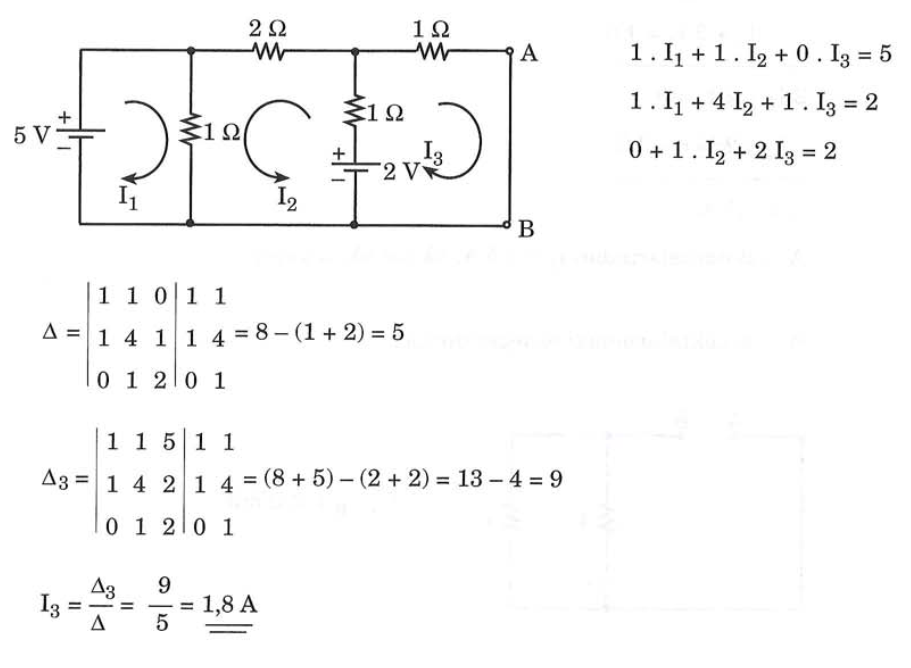 2 Ω 1 Ω
A
5 V + – 1 Ω 1 Ω
+ – 2 V
I₁ I₂ I₃
B
1 . I₁ + 1 . I₂ + 0 . I₃ = 5
1 . I₁ + 4 I₂ + 1 . I₃ = 2
0 + 1 . I₂ + 2 I₃ = 2
Δ = | 1 1 0 | 1 1
| 1 4 1 | 1 4 = 8 – (1 + 2) = 5
| 0 1 2 | 0 1
Δ₃ = | 1 1 5 | 1 1
| 1 4 2 | 1 4 = (8 + 5) – (2 + 2) = 13 – 4 = 9
| 0 1 2 | 0 1
I₃ = Δ₃/Δ = 9/5 = 1,8 A